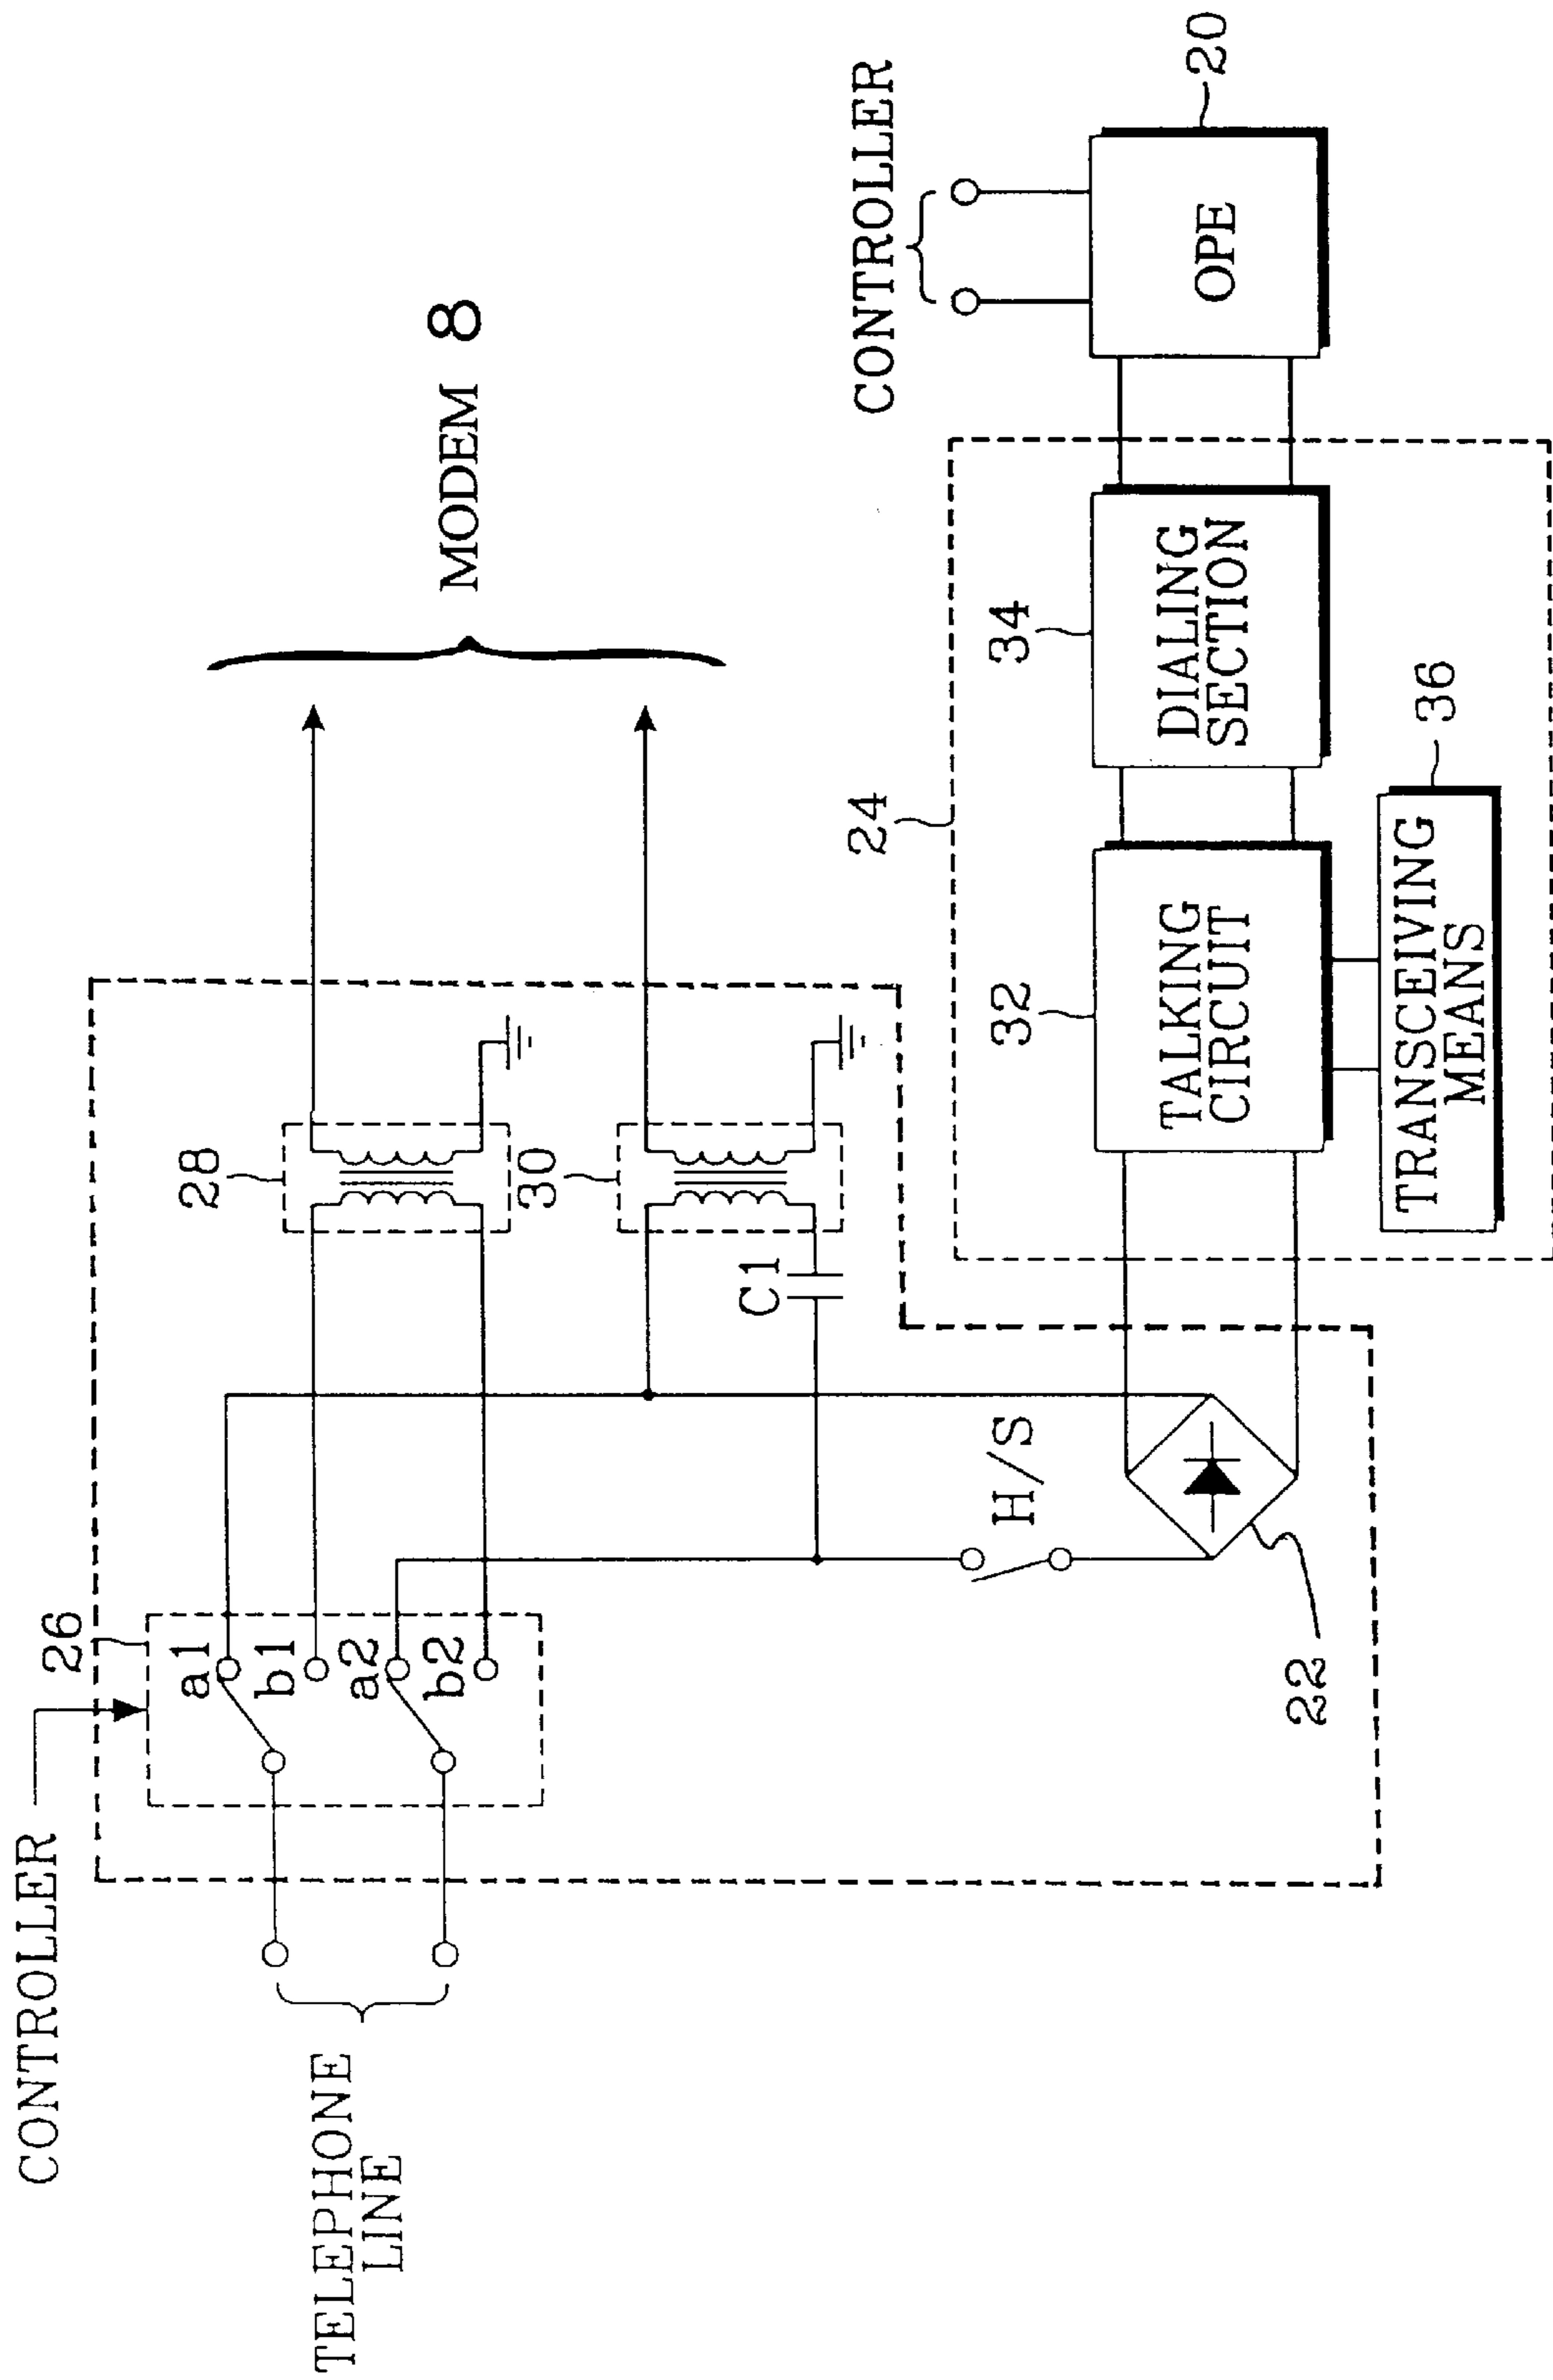 CONTROLLER
26
a1
b1
a2
b2
TELEPHONE
LINE
28
30
C1
MODEM 8
H/S
22
24
32
TALKING
CIRCUIT
34
DIALING
SECTION
36
TRANSCEIVING
MEANS
CONTROLLER
OPE
20